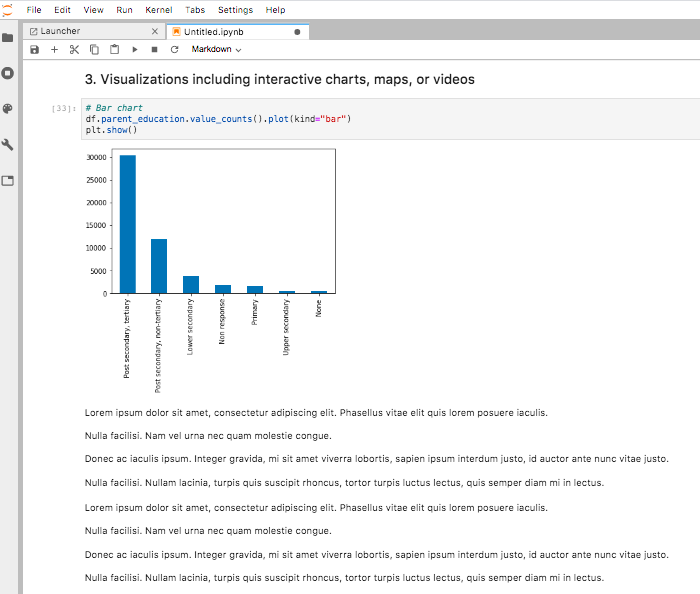 File Edit View Run Kernel Tabs Settings Help
Launcher
Untitled.ipynb
Markdown
3. Visualizations including interactive charts, maps, or videos
[33]:
# Bar chart
df.parent_education.value_counts().plot(kind="bar")
plt.show()
30000
25000
20000
15000
10000
5000
0
Post secondary, tertiary
Post secondary, non-tertiary
Lower secondary
Non response
Primary
Upper secondary
None
Lorem ipsum dolor sit amet, consectetur adipiscing elit. Phasellus vitae elit quis lorem posuere iaculis.
Nulla facilisi. Nam vel urna nec quam molestie congue.
Donec ac iaculis ipsum. Integer gravida, mi sit amet viverra lobortis, sapien ipsum interdum justo, id auctor ante nunc vitae justo.
Nulla facilisi. Nullam lacinia, turpis quis suscipit rhoncus, tortor turpis luctus lectus, quis semper diam mi in lectus.
Lorem ipsum dolor sit amet, consectetur adipiscing elit. Phasellus vitae elit quis lorem posuere iaculis.
Nulla facilisi. Nam vel urna nec quam molestie congue.
Donec ac iaculis ipsum. Integer gravida, mi sit amet viverra lobortis, sapien ipsum interdum justo, id auctor ante nunc vitae justo.
Nulla facilisi. Nullam lacinia, turpis quis suscipit rhoncus, tortor turpis luctus lectus, quis semper diam mi in lectus.